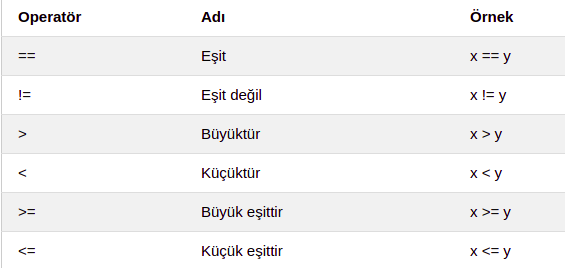 Operatör Adı Örnek
== Eşit x == y
!= Eşit değil x != y
> Büyüktür x > y
< Küçüktür x < y
>= Büyük eşittir x >= y
<= Küçük eşittir x <= y